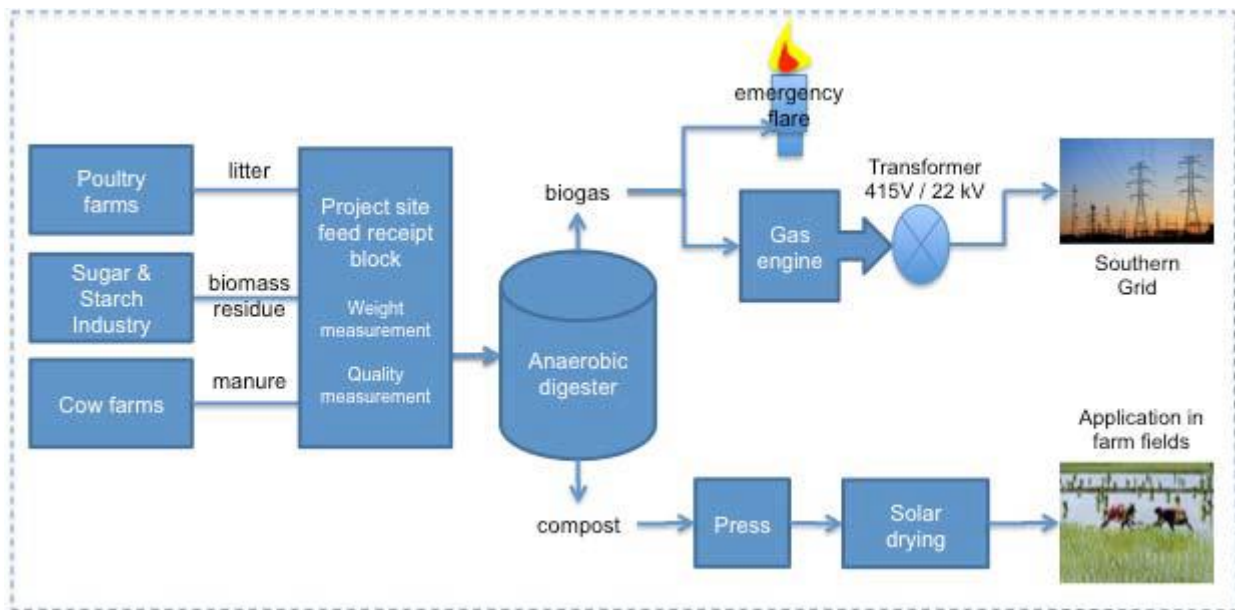 emergency
flare
Poultry
farms
litter
Sugar &
Starch
Industry
biomass
residue
Cow farms
manure
Project site
feed receipt
block
Weight
measurement
Quality
measurement
Anaerobic
digester
biogas
Gas
engine
Transformer
415V / 22 kV
Southern
Grid
compost
Press
Solar
drying
Application in
farm fields